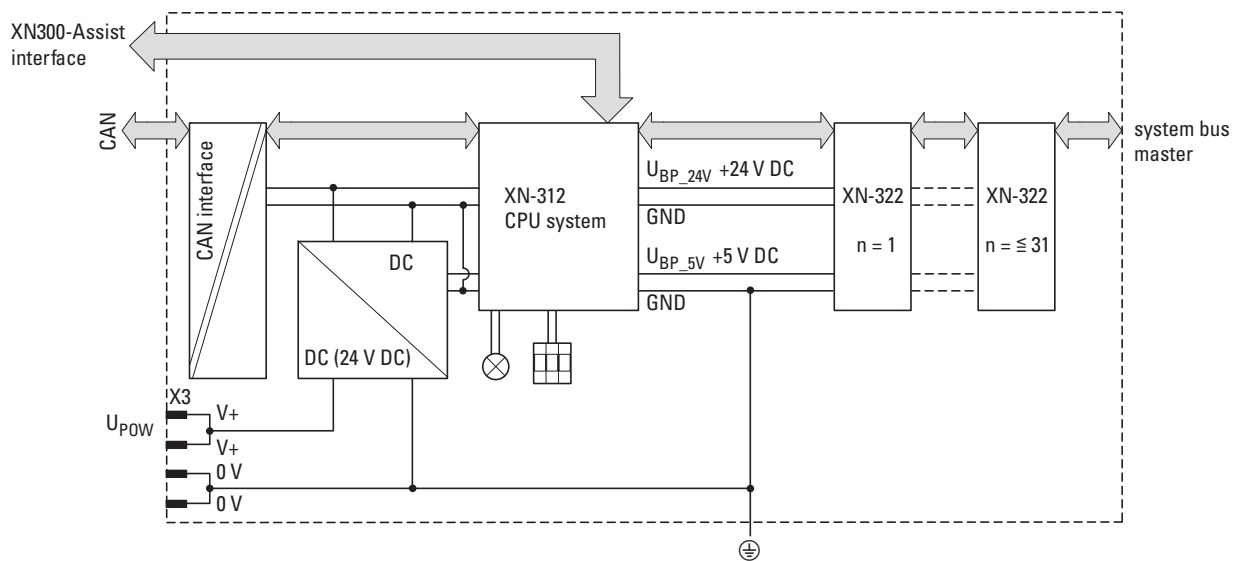 XN300-Assist
interface
CAN
CAN interface
XN-312
CPU system
U_BP_24V +24 V DC
GND
U_BP_5V +5 V DC
GND
XN-322
n = 1
XN-322
n = ≦ 31
system bus
master
DC
DC (24 V DC)
X3
U_POW
V+
V+
0 V
0 V